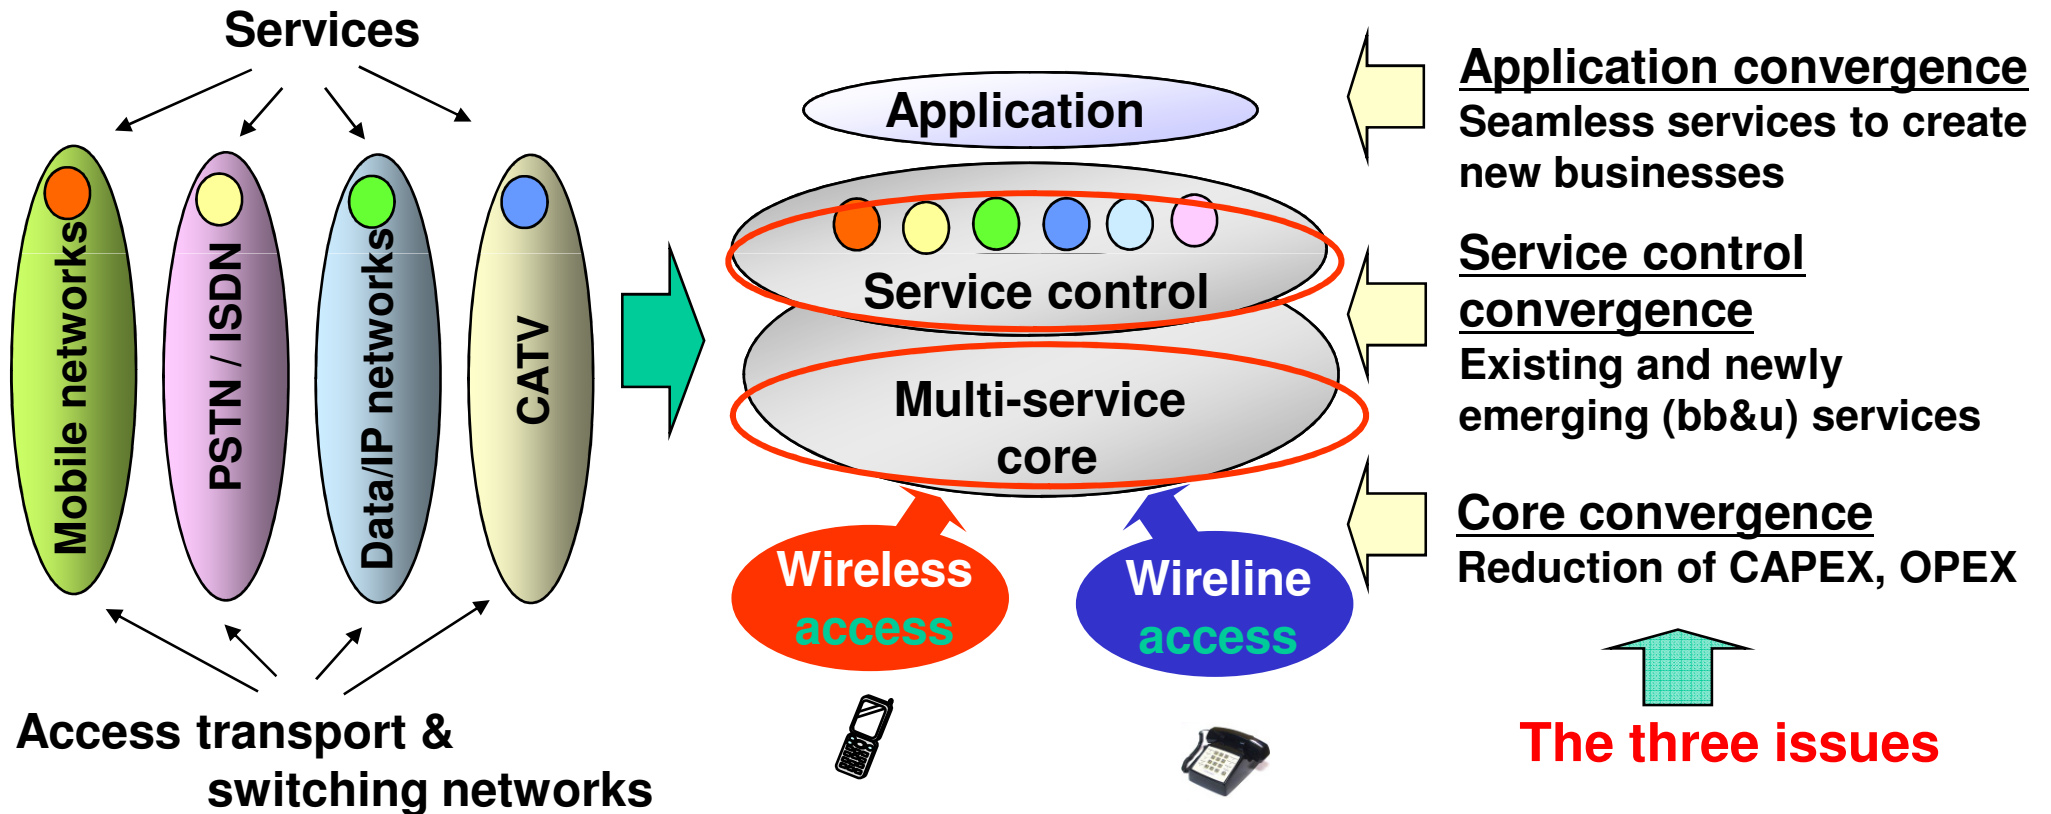 Services
Mobile networks
PSTN / ISDN
Data/IP networks
CATV
Access transport &
switching networks
Application
Service control
Multi-service
core
Wireless
access
Wireline
access
Application convergence
Seamless services to create
new businesses
Service control
convergence
Existing and newly
emerging (bb&u) services
Core convergence
Reduction of CAPEX, OPEX
The three issues